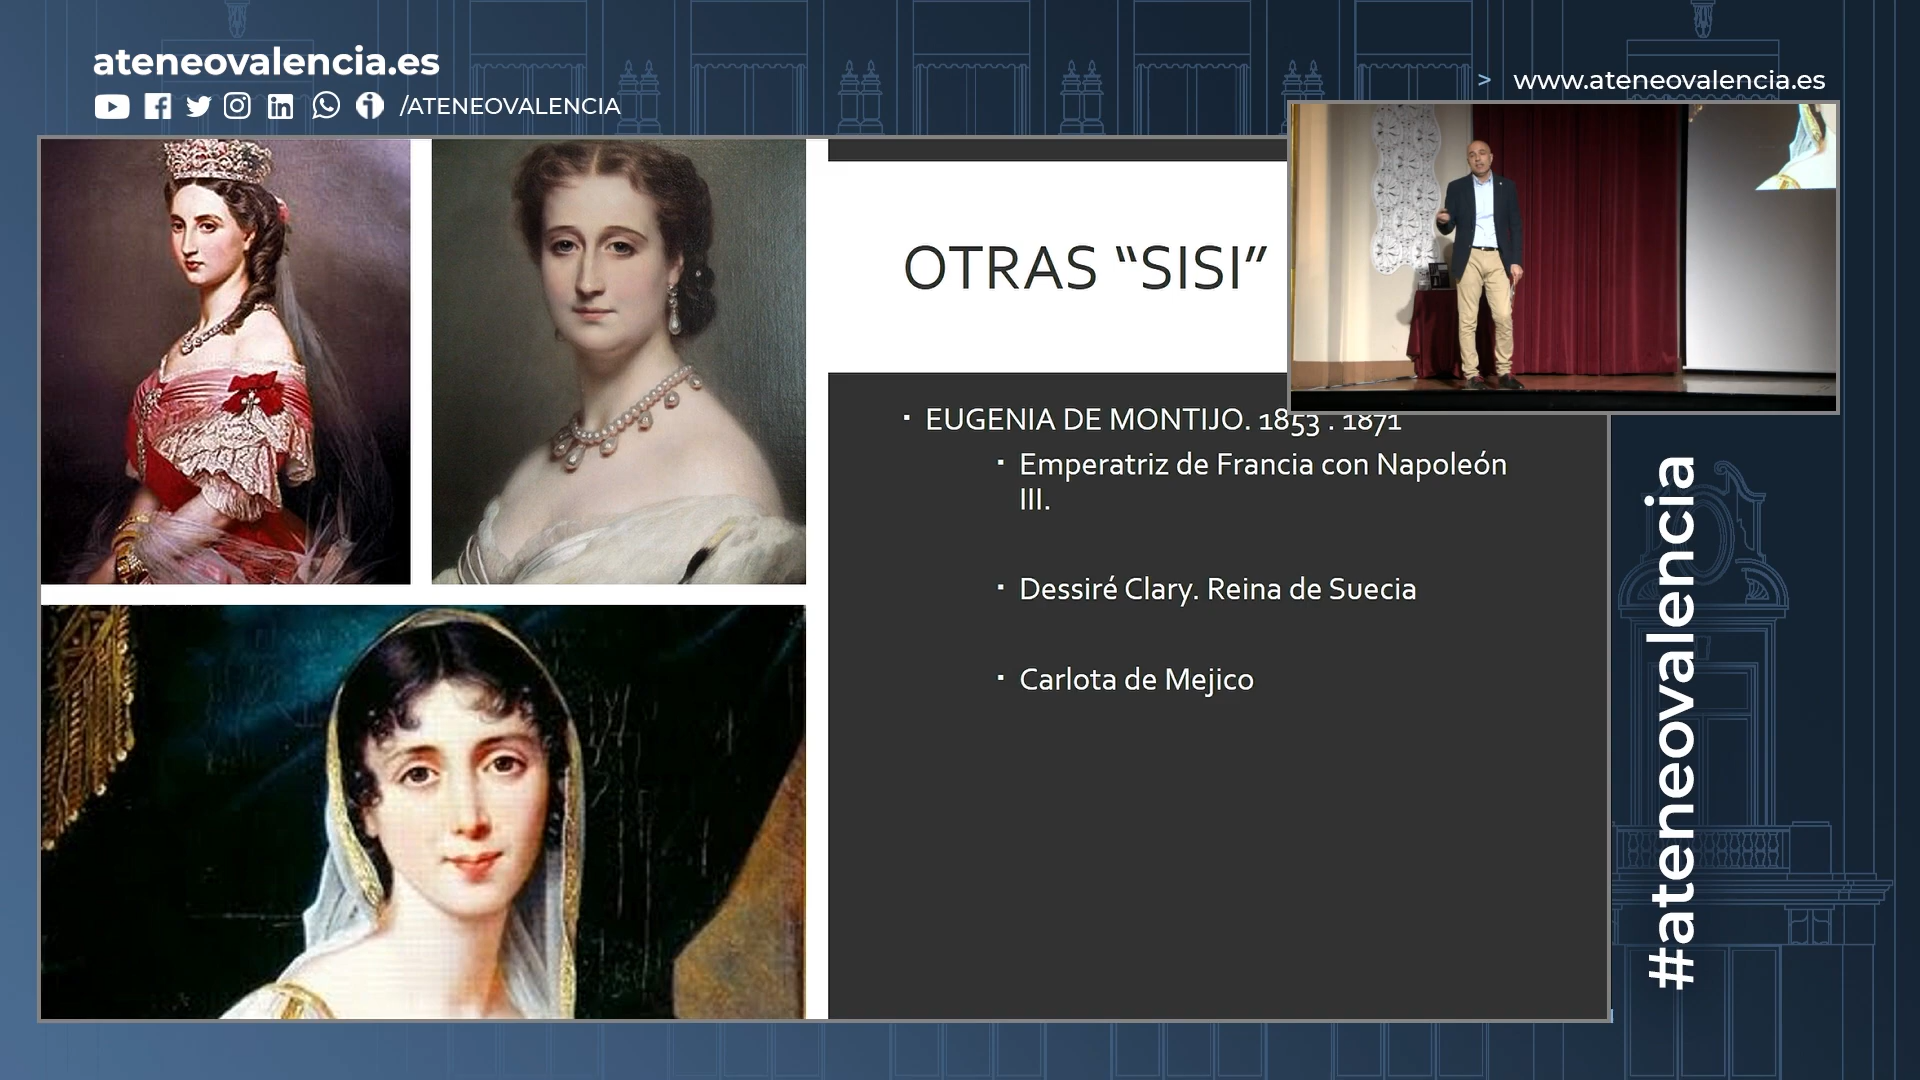 ateneovalencia.es
/ATENEOVALENCIA
> www.ateneovalencia.es
OTRAS “SISI”
▪ EUGENIA DE MONTIJO. 1853 . 1871
▪ Emperatriz de Francia con Napoleón
III.
▪ Dessiré Clary. Reina de Suecia
▪ Carlota de Mejico
#ateneovalencia